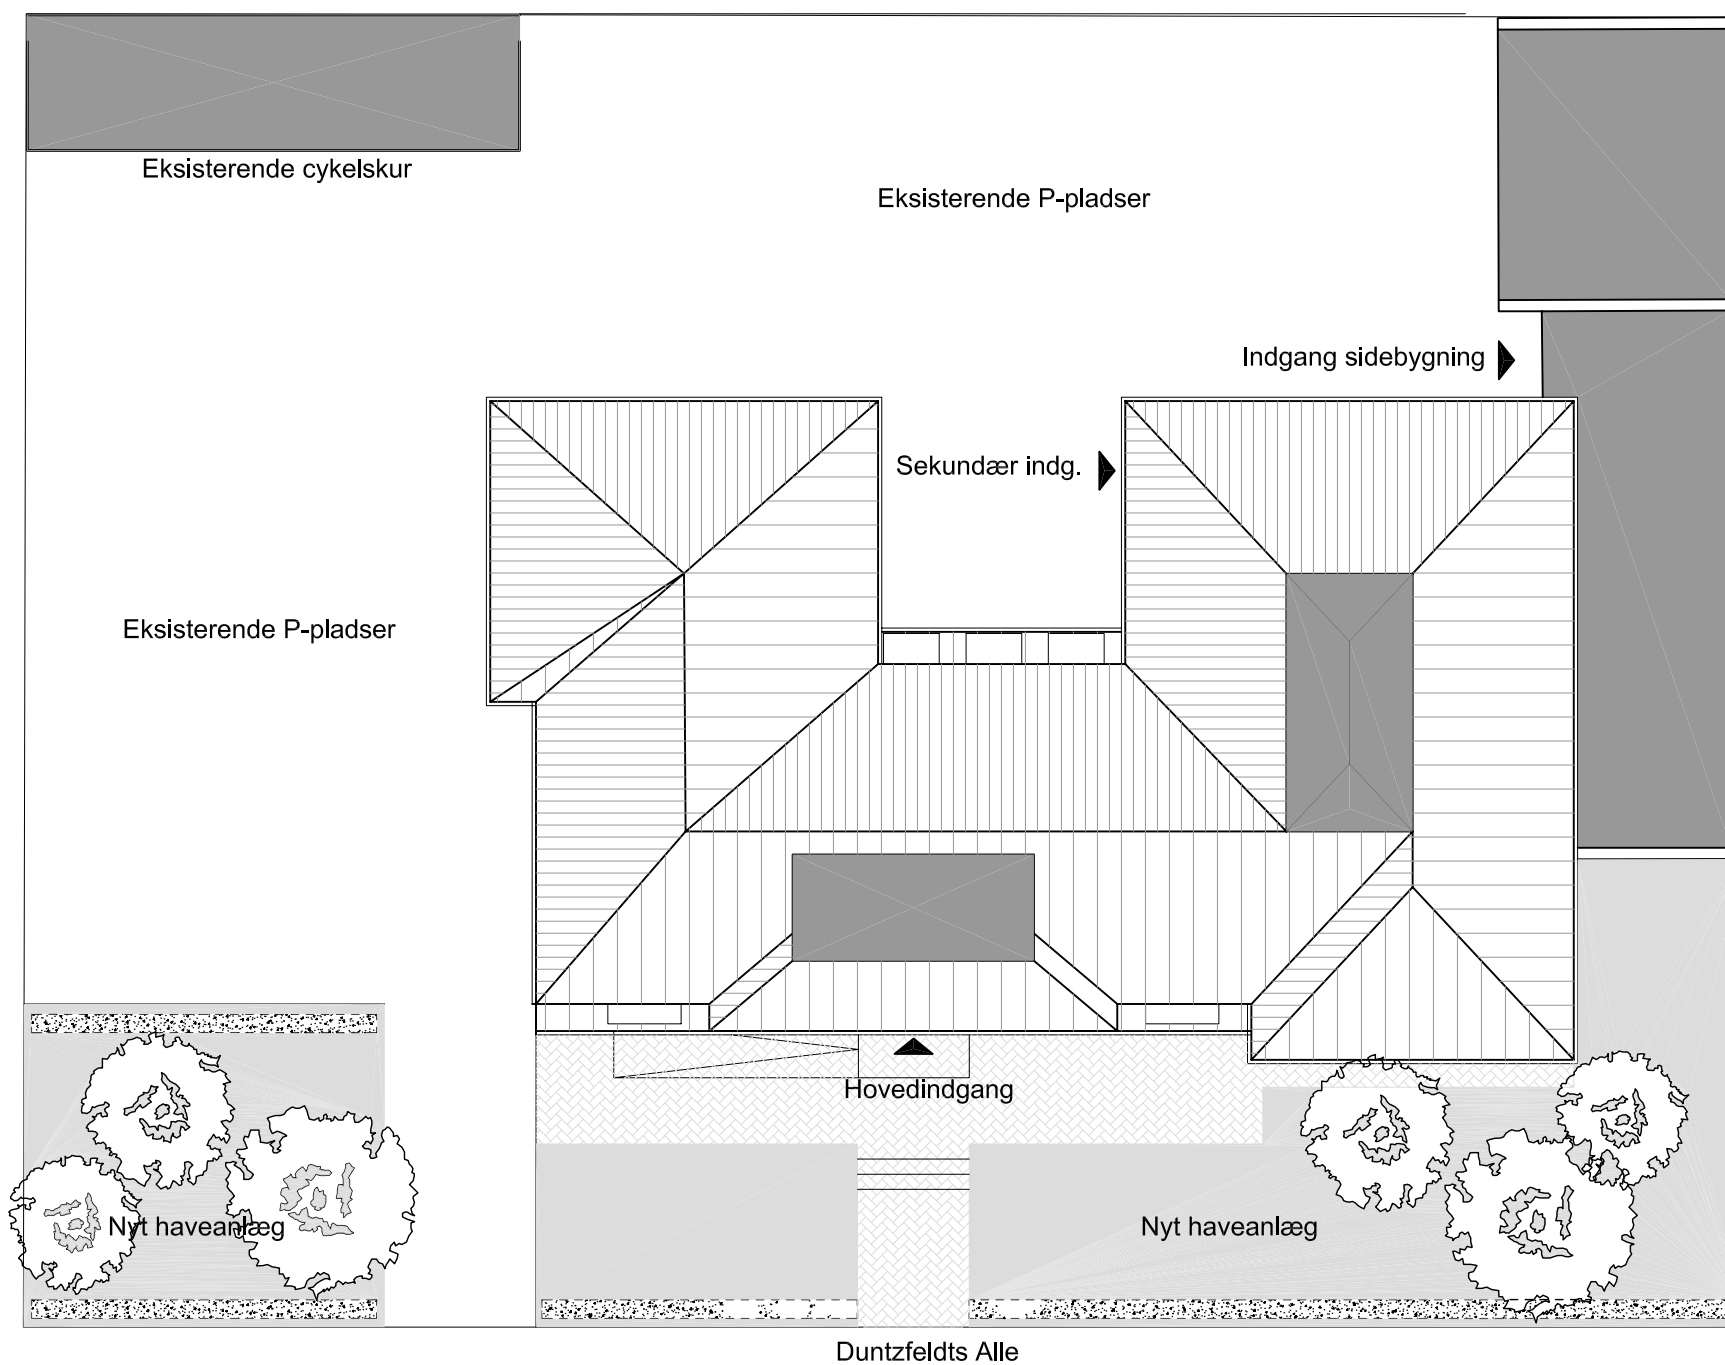 Eksisterende cykelskur
Eksisterende P-pladser
Indgang sidebygning
Sekundær indg.
Eksisterende P-pladser
Hovedindgang
Nyt haveanlæg
Nyt haveanlæg
Duntzfeldts Alle